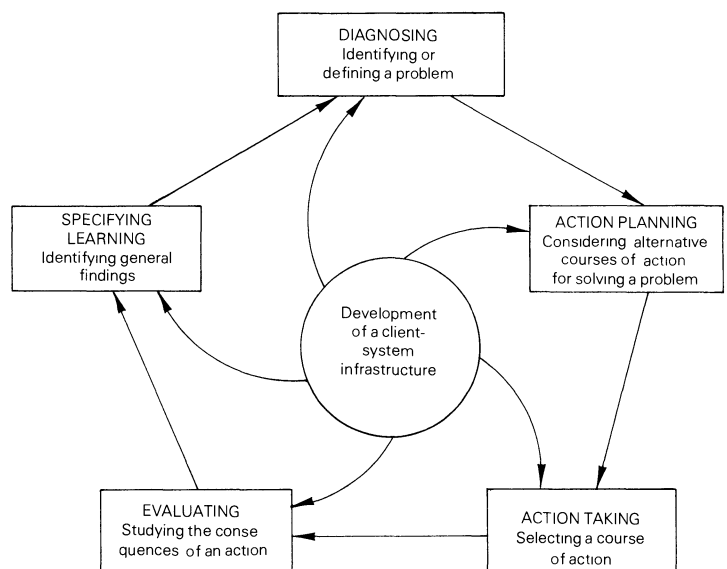 DIAGNOSING
Identifying or
defining a problem
ACTION PLANNING
Considering alternative
courses of action
for solving a problem
ACTION TAKING
Selecting a course
of action
EVALUATING
Studying the conse
quences of an action
SPECIFYING
LEARNING
Identifying general
findings
Development
of a client-
system
infrastructure